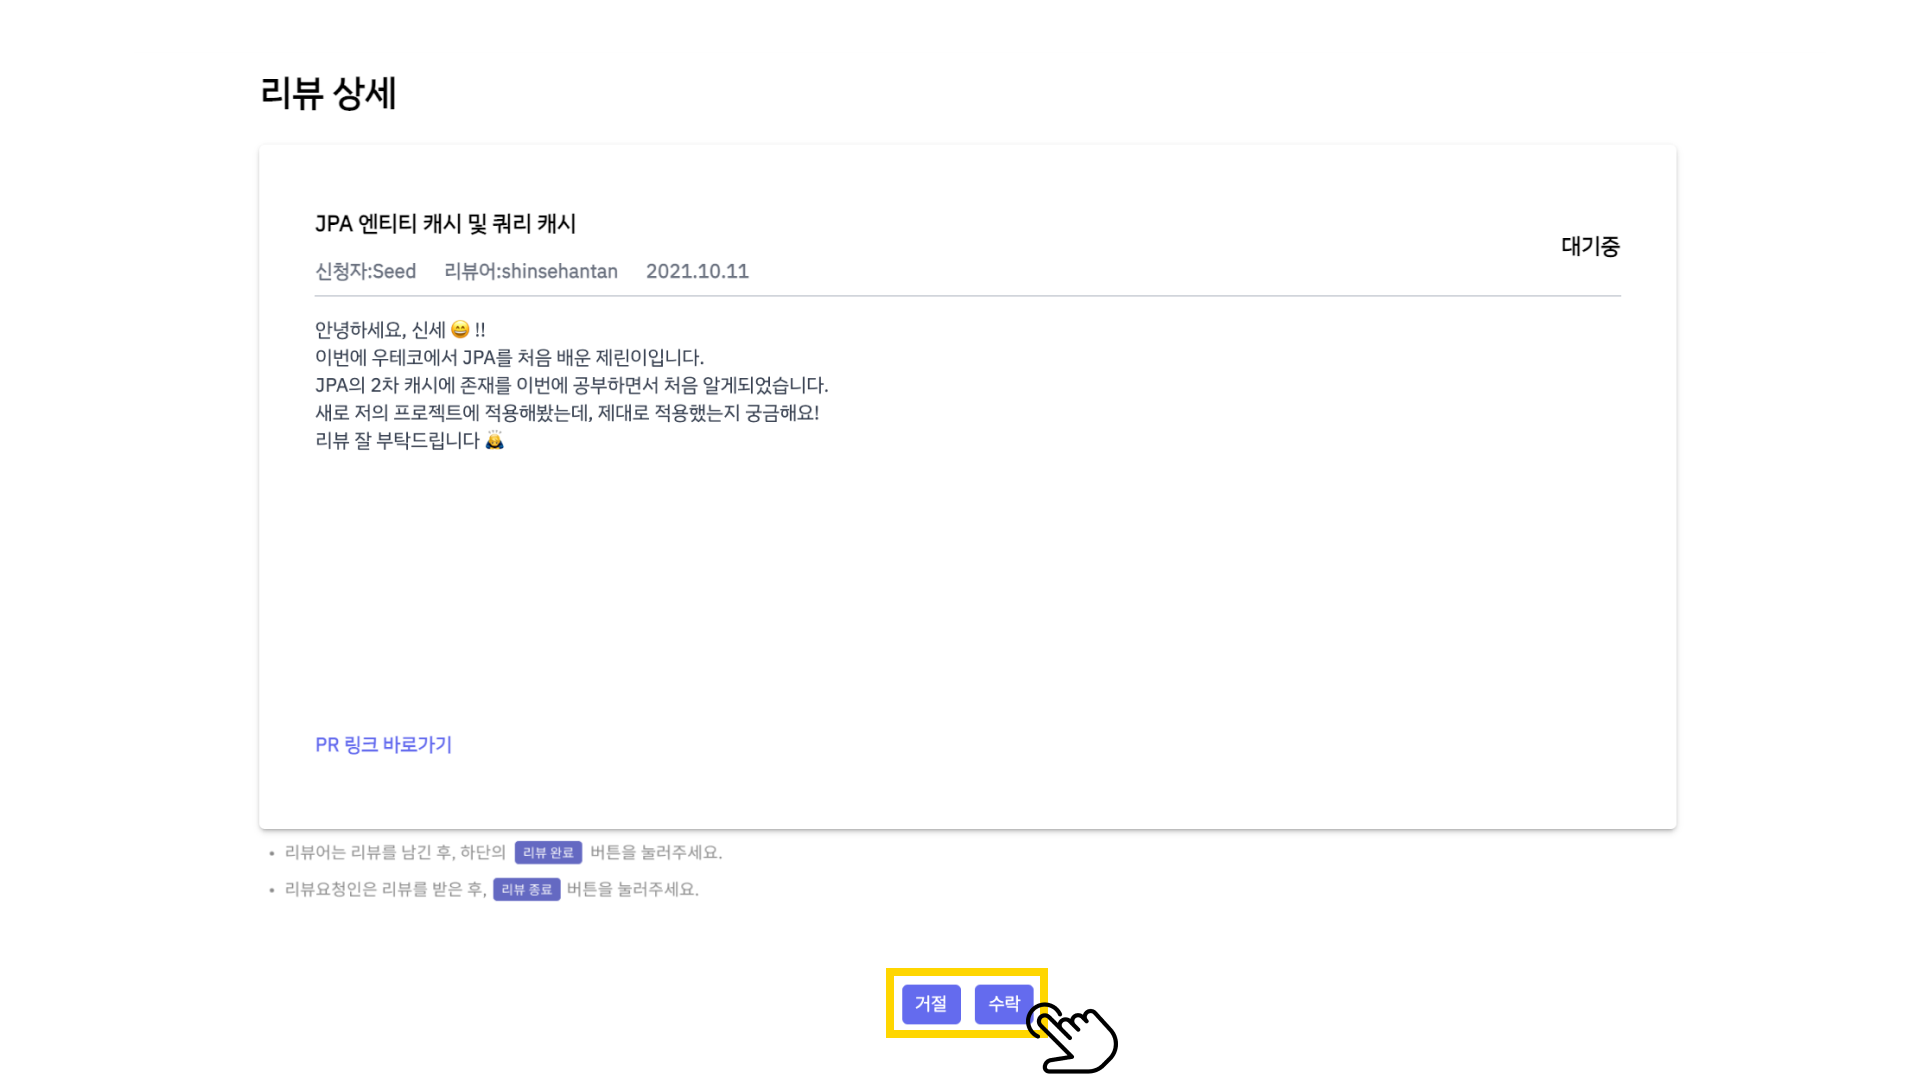 리뷰 상세
JPA 엔티티 캐시 및 쿼리 캐시
대기중
신청자:Seed 리뷰어:shinsehantan 2021.10.11
안녕하세요, 신세 😄 !!
이번에 우테코에서 JPA를 처음 배운 제린이입니다.
JPA의 2차 캐시에 존재를 이번에 공부하면서 처음 알게되었습니다.
새로 저의 프로젝트에 적용해봤는데, 제대로 적용했는지 궁금해요!
리뷰 잘 부탁드립니다 🙇
PR 링크 바로가기
• 리뷰어는 리뷰를 남긴 후, 하단의 리뷰 완료 버튼을 눌러주세요.
• 리뷰요청인은 리뷰를 받은 후, 리뷰 종료 버튼을 눌러주세요.
거절 수락